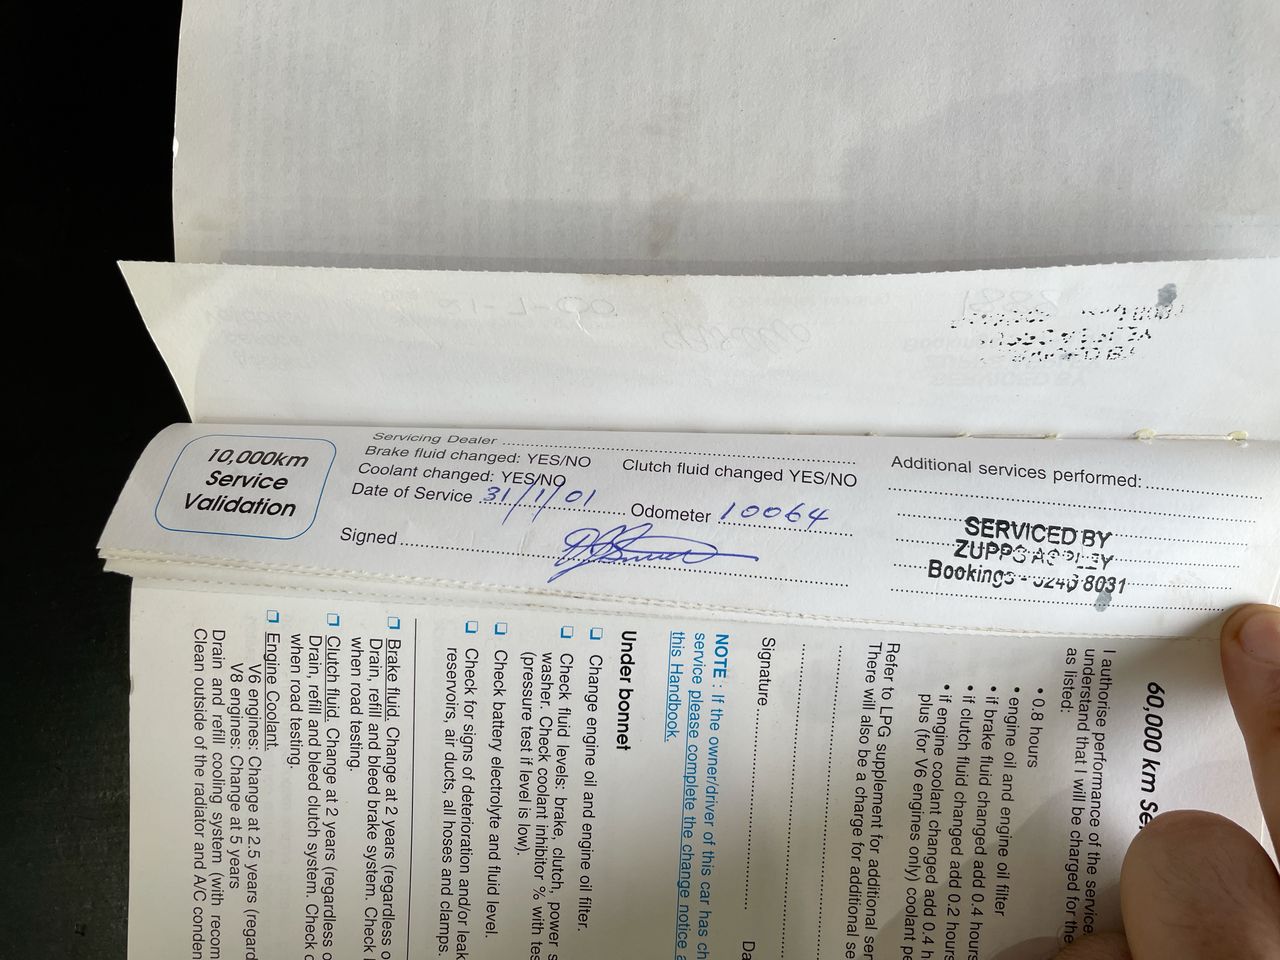 10,000km
Service
Validation
Servicing Dealer
Brake fluid changed: YES/NO
Clutch fluid changed YES/NO
Coolant changed: YES/NO
Date of Service 31/1/01
Odometer 10064
Signed
Additional services performed:
SERVICED BY
ZUPPS ASPLEY
Bookings
8031
60,000 km
I authorise performance of the service,
understand that I will be charged for the
as listed:
• 0.8 hours
• engine oil and engine oil filter
• if brake fluid changed add 0.4 hours
• if clutch fluid changed add 0.2 hours
• if engine coolant changed add 0.4 h
plus (for V6 engines only) coolant
Refer to LPG supplement for additional
There will also be a charge for additional
Signature
NOTE : If the owner/driver of this car has
service please complete the change notice
this Handbook.
Under bonnet
Change engine oil and engine oil filter.
Check fluid levels: brake, clutch, power
washer. Check coolant inhibitor % with
(pressure test if level is low).
Check battery electrolyte and fluid level.
Check for signs of deterioration and/or
reservoirs, air ducts, all hoses and clamps.
Brake fluid. Change at 2 years (regardless
Drain, refill and bleed brake system. Check
when road testing.
Clutch fluid. Change at 2 years (regardless
Drain, refill and bleed clutch system. Check
when road testing.
Engine Coolant.
V6 engines: Change at 2.5 years
V8 engines: Change at 5 years
Drain and refill cooling system (with
Clean outside of the radiator and A/C